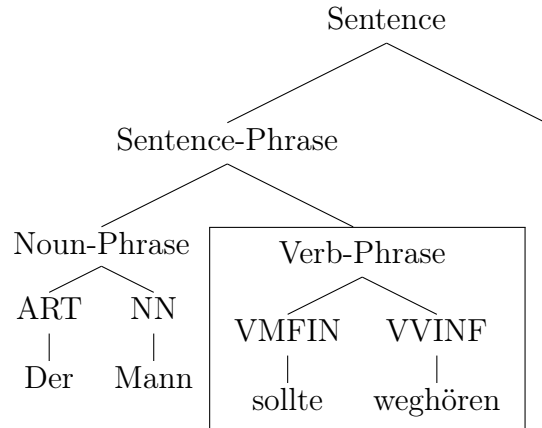 Sentence
Sentence-Phrase
Noun-Phrase Verb-Phrase
ART NN VMFIN VVINF
Der Mann sollte weghören